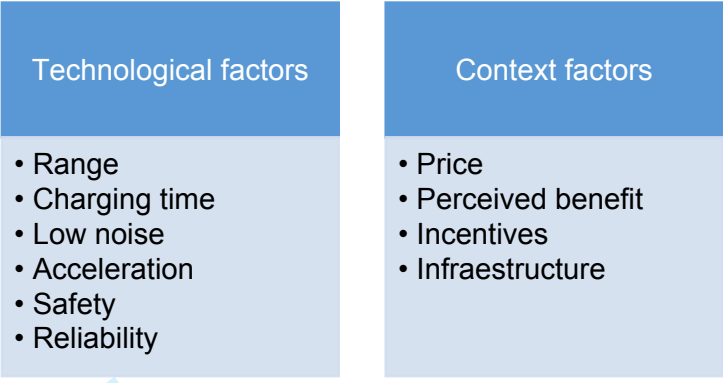 Technological factors
• Range
• Charging time
• Low noise
• Acceleration
• Safety
• Reliability
Context factors
• Price
• Perceived benefit
• Incentives
• Infraestructure